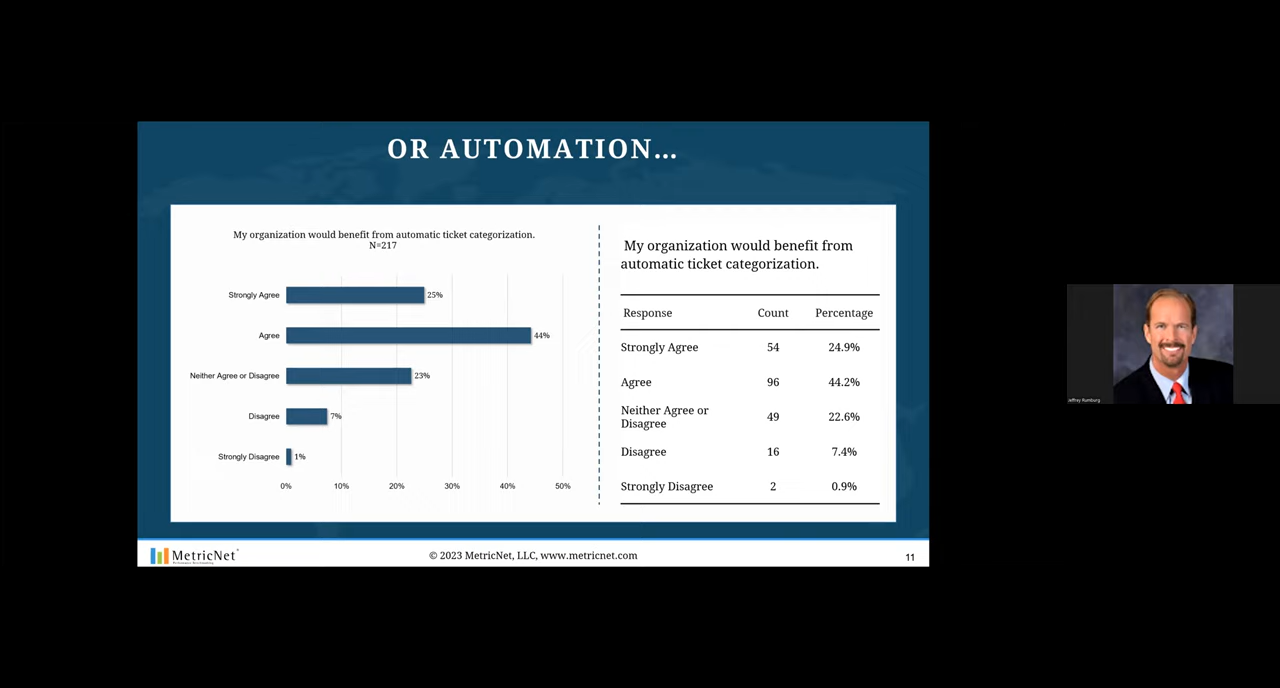 OR AUTOMATION...
My organization would benefit from automatic ticket categorization.
N=217
Strongly Agree
25%
Agree
44%
Neither Agree or Disagree
23%
Disagree
7%
Strongly Disagree
1%
0%
10%
20%
30%
40%
50%
My organization would benefit from
automatic ticket categorization.
Response Count Percentage
Strongly Agree 54 24.9%
Agree 96 44.2%
Neither Agree or
Disagree 49 22.6%
Disagree 16 7.4%
Strongly Disagree 2 0.9%
MetricNet
Performance Benchmarking
© 2023 MetricNet, LLC, www.metricnet.com
11
Jeffrey Rumburg